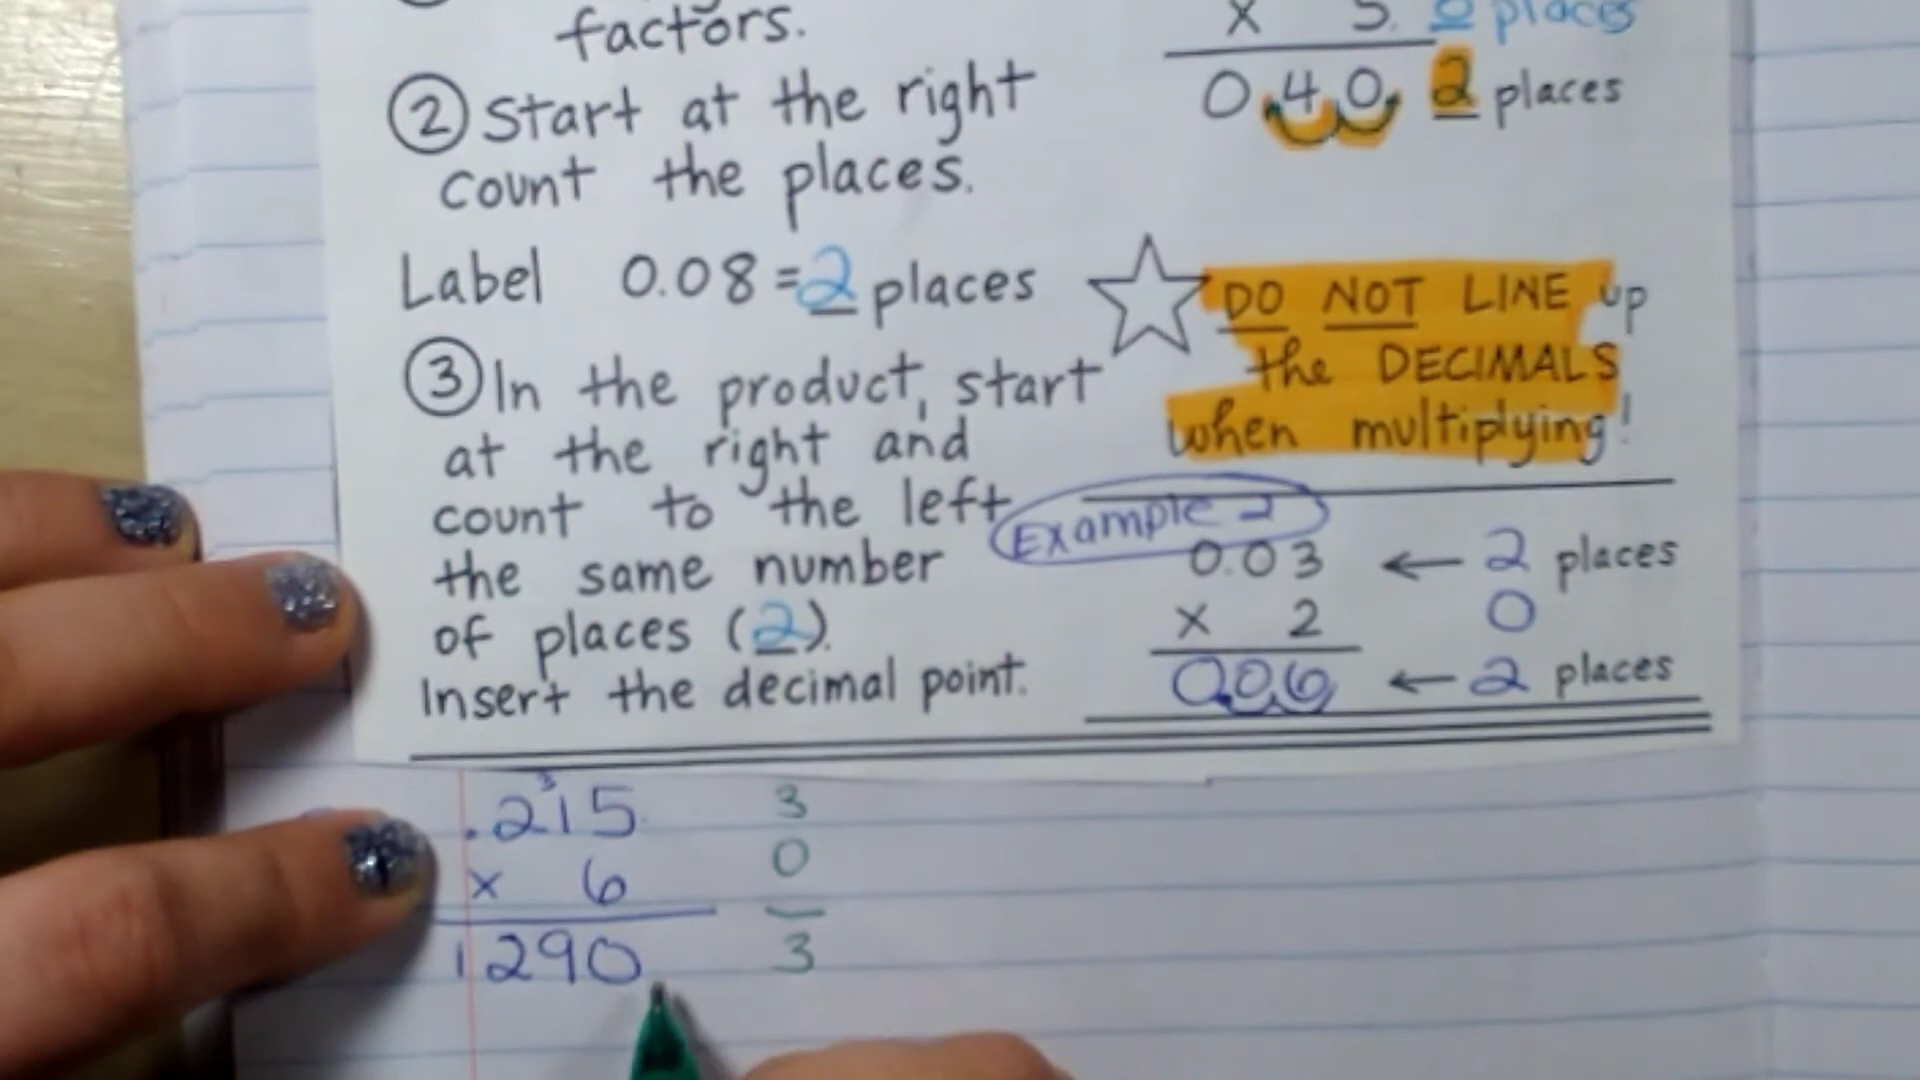 factors.
② Start at the right
count the places.
Label 0.08 = 2 places
③ In the product, start
at the right and
count to the left
the same number
of places (2).
Insert the decimal point.
x 5. 0 places
0.40. 2 places
DO NOT LINE up
the DECIMALS
when multiplying!
Example 2
0.03 ← 2 places
x 2 0
0.06 ← 2 places
3
.215 3
x 6 0
1290 3